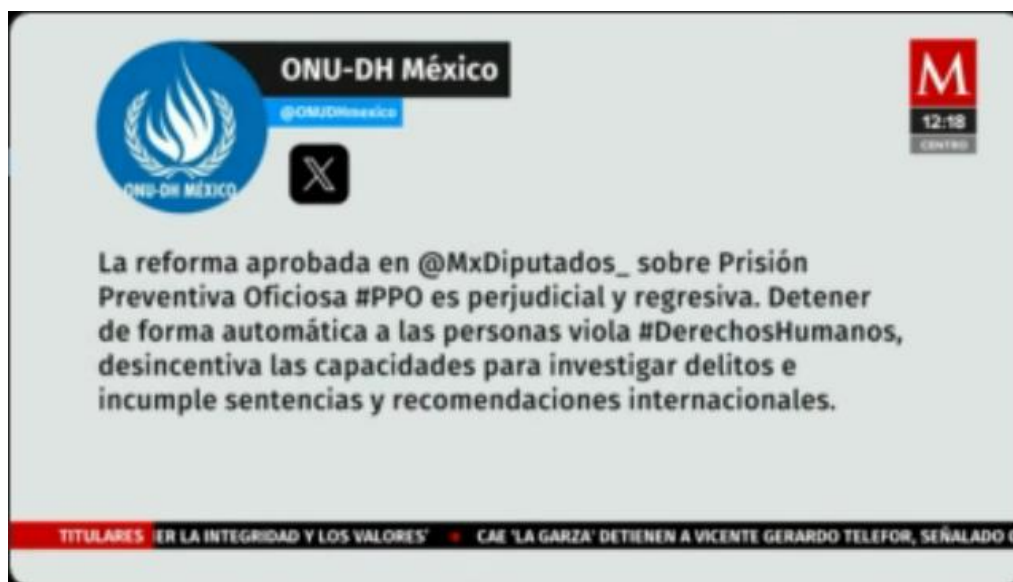 ONU-DH México
@ONUDHmexico
ONU-DH MÉXICO
M
12:18
CENTRO
La reforma aprobada en @MxDiputados_ sobre Prisión
Preventiva Oficiosa #PPO es perjudicial y regresiva. Detener
de forma automática a las personas viola #DerechosHumanos,
desincentiva las capacidades para investigar delitos e
incumple sentencias y recomendaciones internacionales.
TITULARES ER LA INTEGRIDAD Y LOS VALORES' CAE 'LA GARZA' DETIENEN A VICENTE GERARDO TELEFOR, SEÑALADO